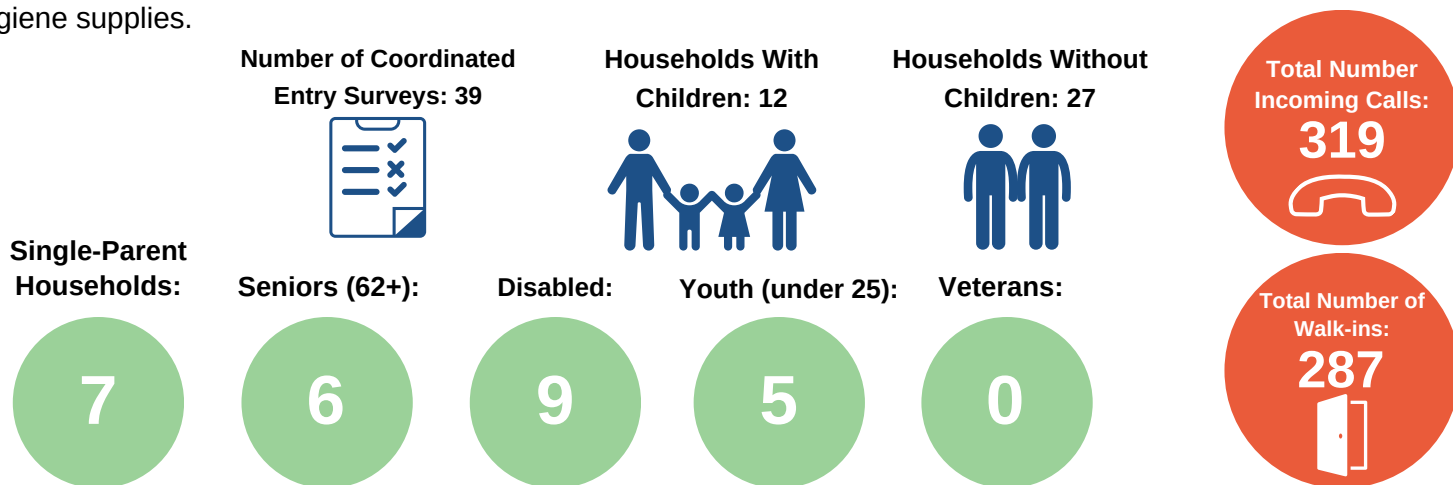 supplies.
Number of Coordinated
Entry Surveys: 39
Households With
Children: 12
Households Without
Children: 27
Total Number
Incoming Calls:
319
Single-Parent
Households:
7
Seniors (62+):
6
Disabled:
9
Youth (under 25):
5
Veterans:
0
Total Number of
Walk-ins:
287